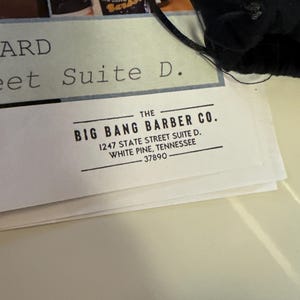 ARD
eet Suite D.
THE
BIG BANG BARBER CO.
1247 STATE STREET SUITE D.
WHITE PINE, TENNESSEE
37890